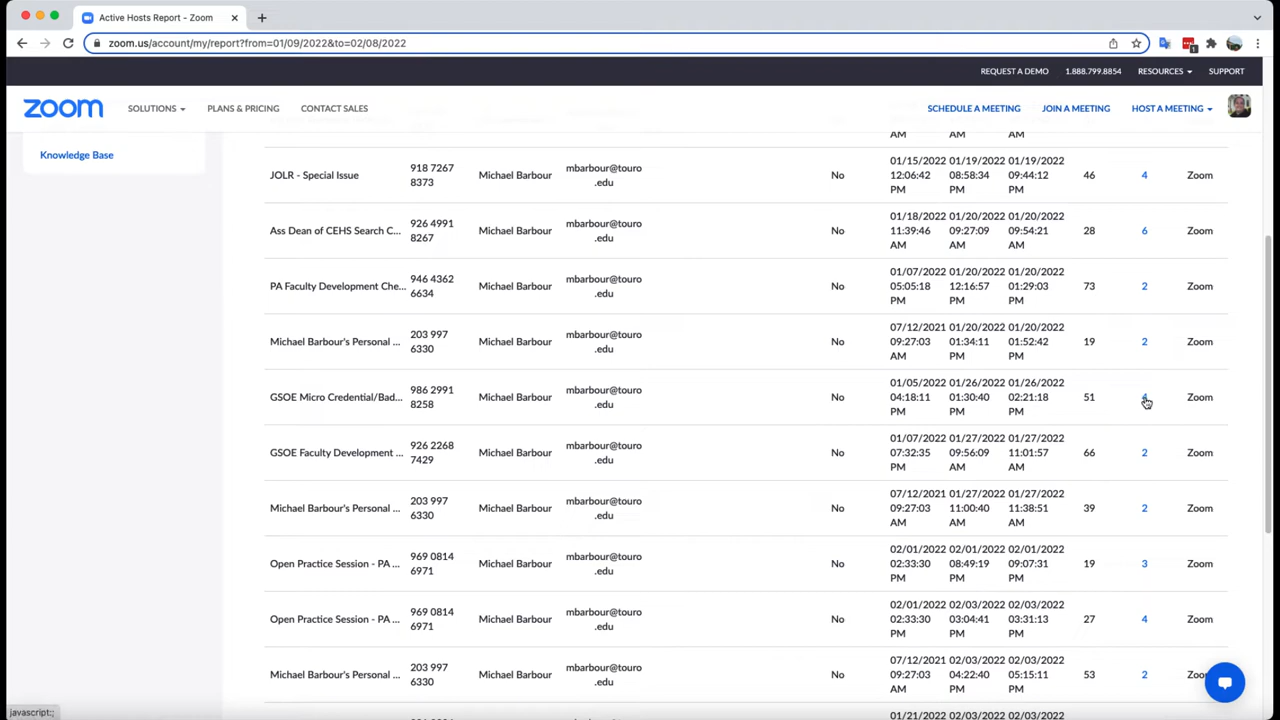 Active Hosts Report - Zoom
zoom.us/account/my/report?from=01/09/2022&to=02/08/2022
1
REQUEST A DEMO 1.888.799.8854 RESOURCES SUPPORT
zoom SOLUTIONS PLANS & PRICING CONTACT SALES SCHEDULE A MEETING JOIN A MEETING HOST A MEETING
AM AM AM
Knowledge Base
JOLR - Special Issue 918 7267 8373 Michael Barbour mbarbour@touro.edu No 01/15/2022 12:06:42 PM 01/19/2022 08:58:34 PM 01/19/2022 09:44:12 PM 46 4 Zoom
Ass Dean of CEHS Search C... 926 4991 8267 Michael Barbour mbarbour@touro.edu No 01/18/2022 11:39:46 AM 01/20/2022 09:27:09 AM 01/20/2022 09:54:21 AM 28 6 Zoom
PA Faculty Development Che... 946 4362 6634 Michael Barbour mbarbour@touro.edu No 01/07/2022 05:05:18 PM 01/20/2022 12:16:57 PM 01/20/2022 01:29:03 PM 73 2 Zoom
Michael Barbour's Personal ... 203 997 6330 Michael Barbour mbarbour@touro.edu No 07/12/2021 09:27:03 AM 01/20/2022 01:34:11 PM 01/20/2022 01:52:42 PM 19 2 Zoom
GSOE Micro Credential/Bad... 986 2991 8258 Michael Barbour mbarbour@touro.edu No 01/05/2022 04:18:11 PM 01/26/2022 01:30:40 PM 01/26/2022 02:21:18 PM 51 4 Zoom
GSOE Faculty Development ... 926 2268 7429 Michael Barbour mbarbour@touro.edu No 01/07/2022 07:32:35 PM 01/27/2022 09:56:09 AM 01/27/2022 11:01:57 AM 66 2 Zoom
Michael Barbour's Personal ... 203 997 6330 Michael Barbour mbarbour@touro.edu No 07/12/2021 09:27:03 AM 01/27/2022 11:00:40 AM 01/27/2022 11:38:51 AM 39 2 Zoom
Open Practice Session - PA ... 969 0814 6971 Michael Barbour mbarbour@touro.edu No 02/01/2022 02:33:30 PM 02/01/2022 08:49:19 PM 02/01/2022 09:07:31 PM 19 3 Zoom
Open Practice Session - PA ... 969 0814 6971 Michael Barbour mbarbour@touro.edu No 02/01/2022 02:33:30 PM 02/03/2022 03:04:41 PM 02/03/2022 03:31:13 PM 27 4 Zoom
Michael Barbour's Personal ... 203 997 6330 Michael Barbour mbarbour@touro.edu No 07/12/2021 09:27:03 AM 02/03/2022 04:22:40 PM 02/03/2022 05:15:11 PM 53 2
javascript:;